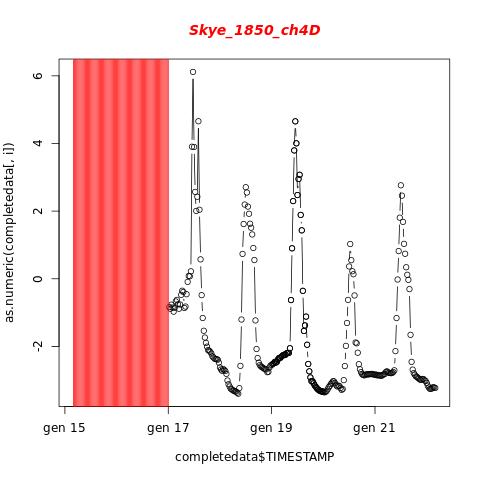 Skye_1850_ch4D
as.numeric(completedata[, i])
6
4
2
0
-2
gen 15 gen 17 gen 19 gen 21
completedata$TIMESTAMP